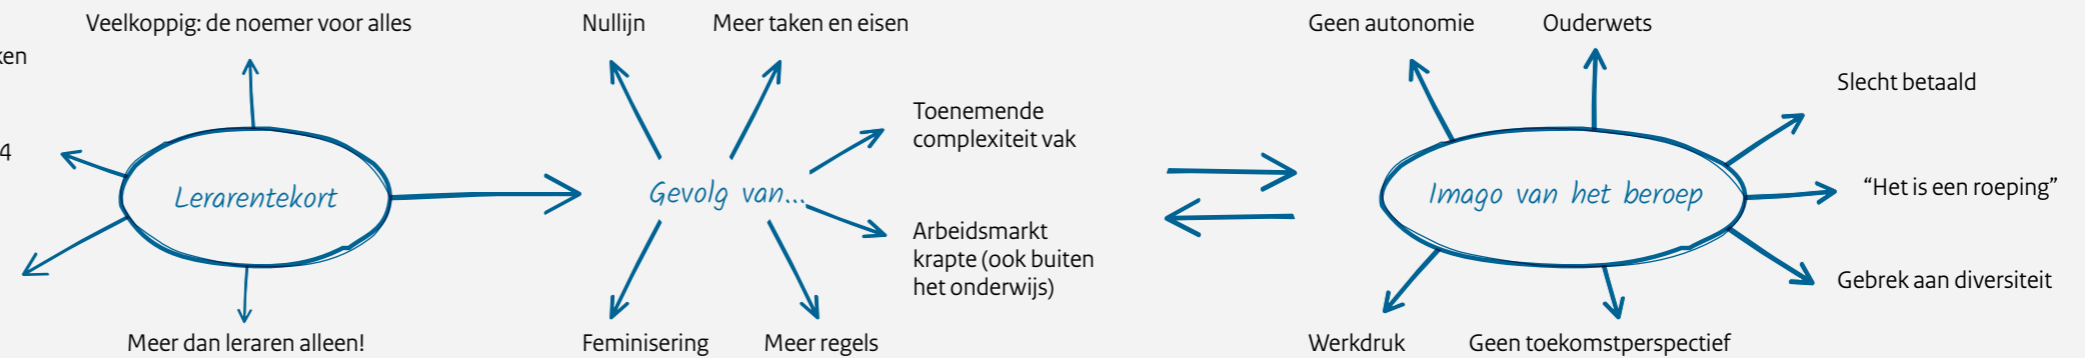 Veelkoppig: de noemer voor alles
4
Lerarentekort
Meer dan leraren alleen!
Nullijn
Meer taken en eisen
Toenemende
complexiteit vak
Gevolg van...
Arbeidsmarkt
krapte (ook buiten
het onderwijs)
Feminisering
Meer regels
Geen autonomie
Ouderwets
Slecht betaald
Imago van het beroep
“Het is een roeping”
Gebrek aan diversiteit
Werkdruk
Geen toekomstperspectief